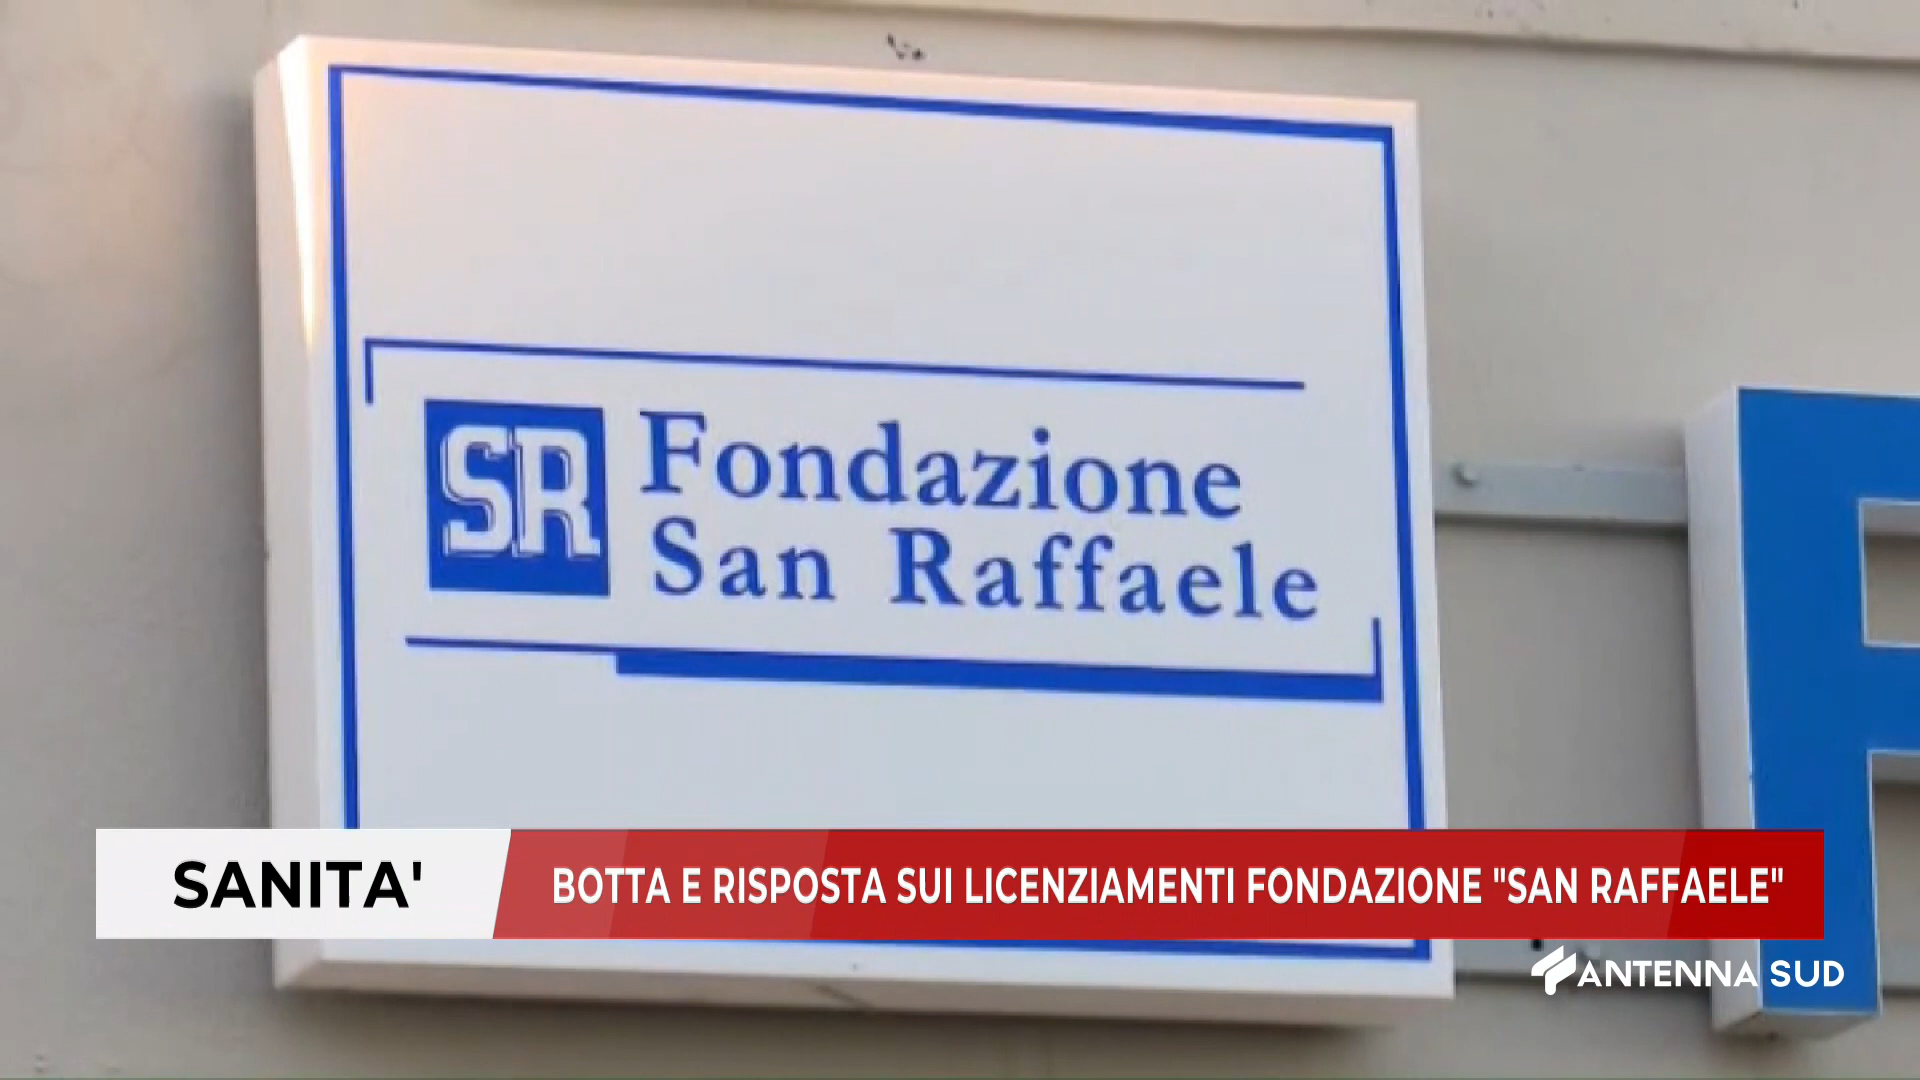 SR
Fondazione
San Raffaele
SANITA'
BOTTA E RISPOSTA SUI LICENZIAMENTI FONDAZIONE "SAN RAFFAELE"
ANTENNA SUD